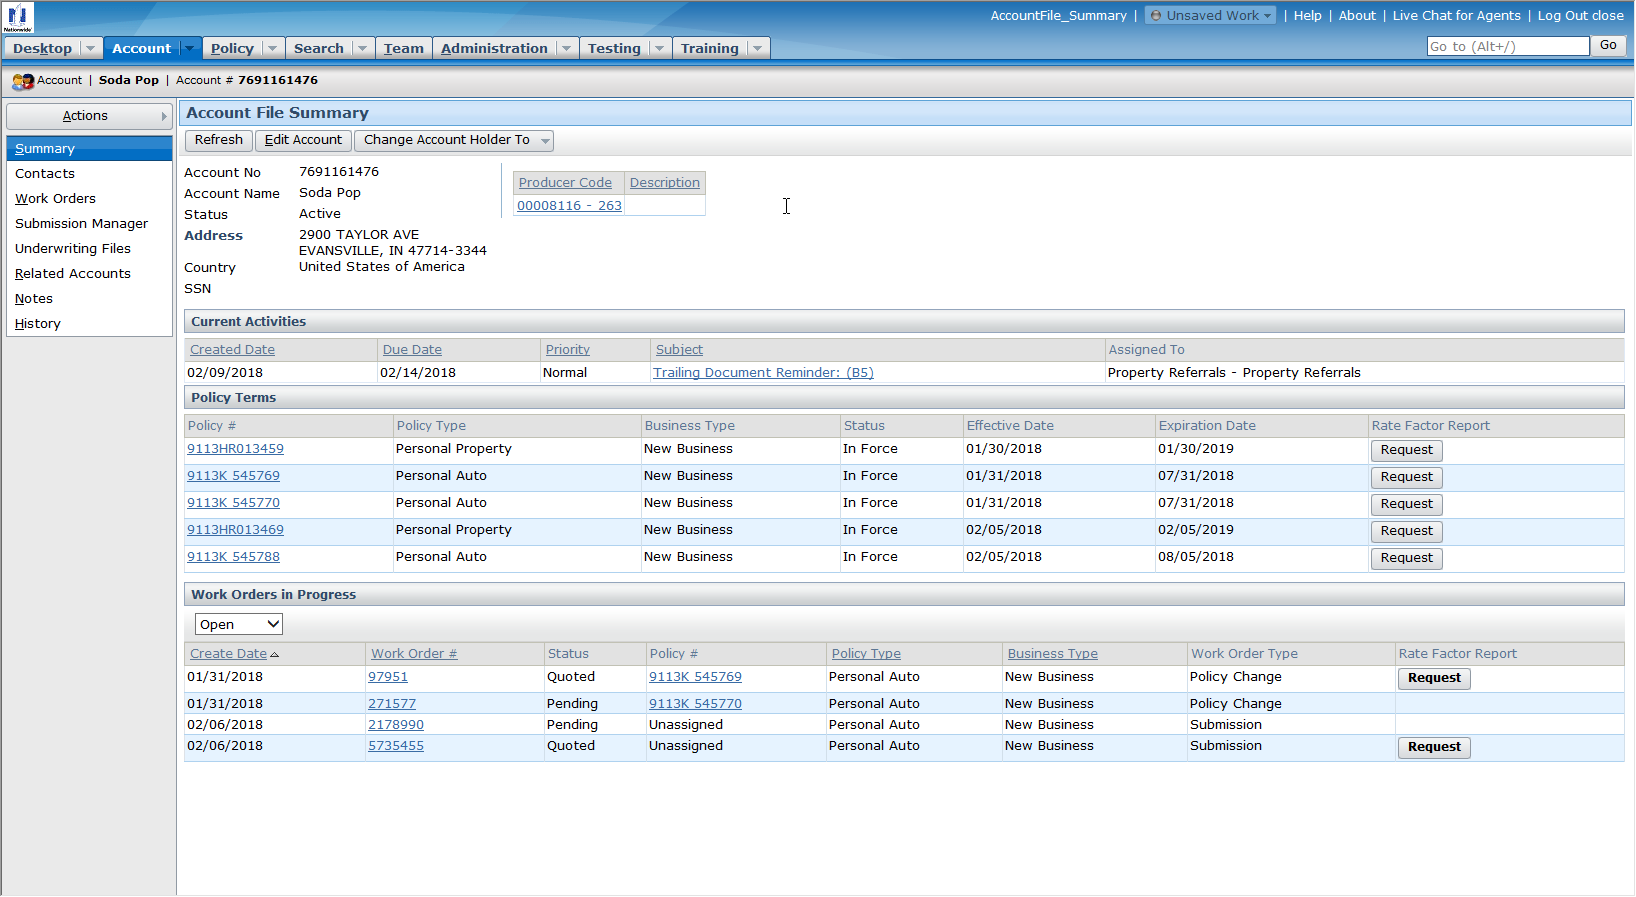 AccountFile_Summary | Unsaved Work | Help | About | Live Chat for Agents | Log Out close
Nationwide
Desktop Account Policy Search Team Administration Testing Training Go to (Alt+/) Go
Account | Soda Pop | Account # 7691161476
Actions
Summary
Contacts
Work Orders
Submission Manager
Underwriting Files
Related Accounts
Notes
History
Account File Summary
Refresh Edit Account Change Account Holder To
Account No 7691161476
Account Name Soda Pop
Status Active
Address 2900 TAYLOR AVE
EVANSVILLE, IN 47714-3344
Country United States of America
SSN
Producer Code Description
00008116 - 263
Current Activities
Created Date Due Date Priority Subject Assigned To
02/09/2018 02/14/2018 Normal Trailing Document Reminder: (B5) Property Referrals - Property Referrals
Policy Terms
Policy # Policy Type Business Type Status Effective Date Expiration Date Rate Factor Report
9113HR013459 Personal Property New Business In Force 01/30/2018 01/30/2019 Request
9113K 545769 Personal Auto New Business In Force 01/31/2018 07/31/2018 Request
9113K 545770 Personal Auto New Business In Force 01/31/2018 07/31/2018 Request
9113HR013469 Personal Property New Business In Force 02/05/2018 02/05/2019 Request
9113K 545788 Personal Auto New Business In Force 02/05/2018 08/05/2018 Request
Work Orders in Progress
Open
Create Date Work Order # Status Policy # Policy Type Business Type Work Order Type Rate Factor Report
01/31/2018 97951 Quoted 9113K 545769 Personal Auto New Business Policy Change Request
01/31/2018 271577 Pending 9113K 545770 Personal Auto New Business Policy Change
02/06/2018 2178990 Pending Unassigned Personal Auto New Business Submission
02/06/2018 5735455 Quoted Unassigned Personal Auto New Business Submission Request